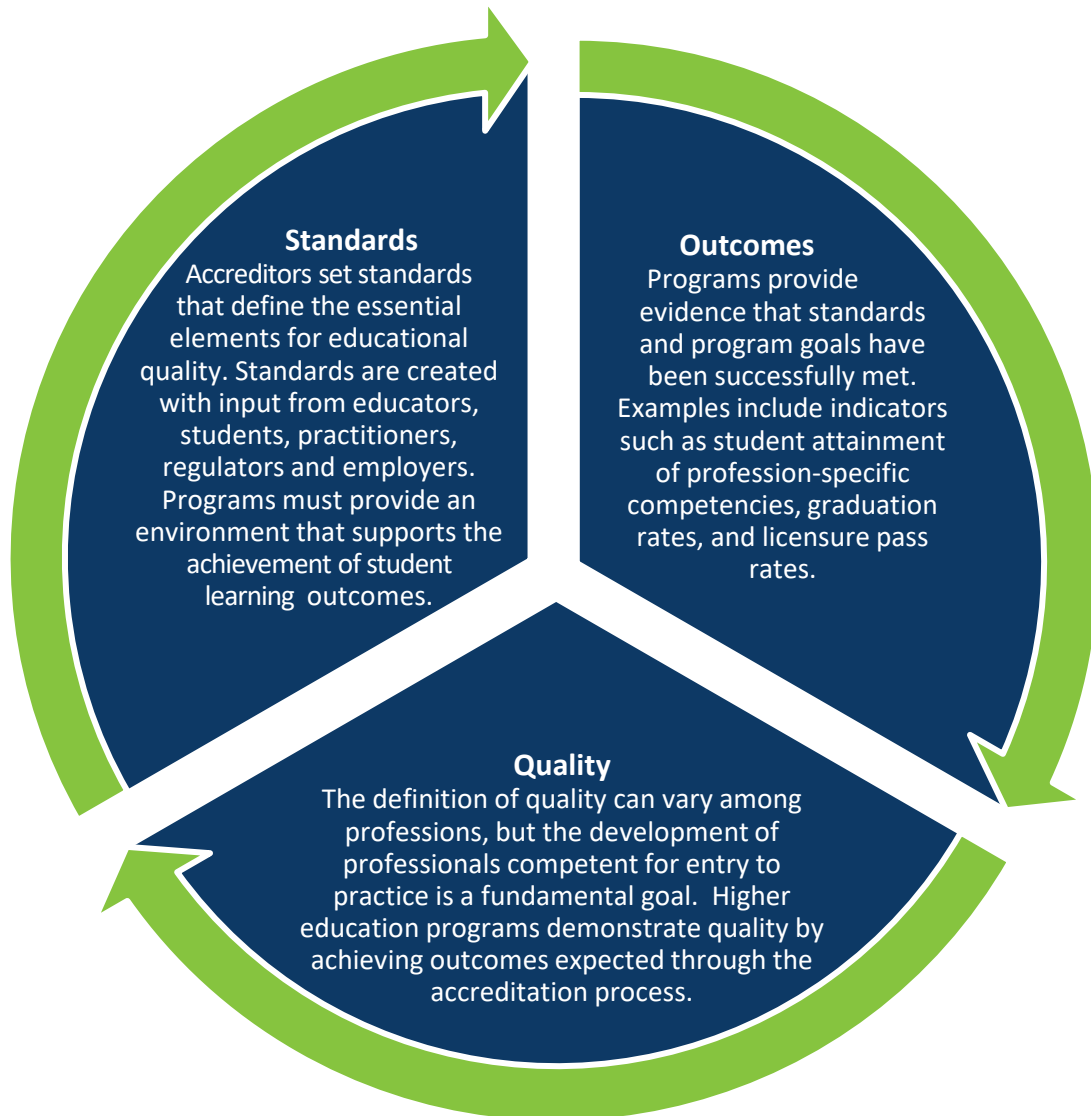 Standards
Accreditors set standards
that define the essential
elements for educational
quality. Standards are created
with input from educators,
students, practitioners,
regulators and employers.
Programs must provide an
environment that supports the
achievement of student
learning outcomes.
Outcomes
Programs provide
evidence that standards
and program goals have
been successfully met.
Examples include indicators
such as student attainment
of profession-specific
competencies, graduation
rates, and licensure pass
rates.
Quality
The definition of quality can vary among
professions, but the development of
professionals competent for entry to
practice is a fundamental goal. Higher
education programs demonstrate quality by
achieving outcomes expected through the
accreditation process.